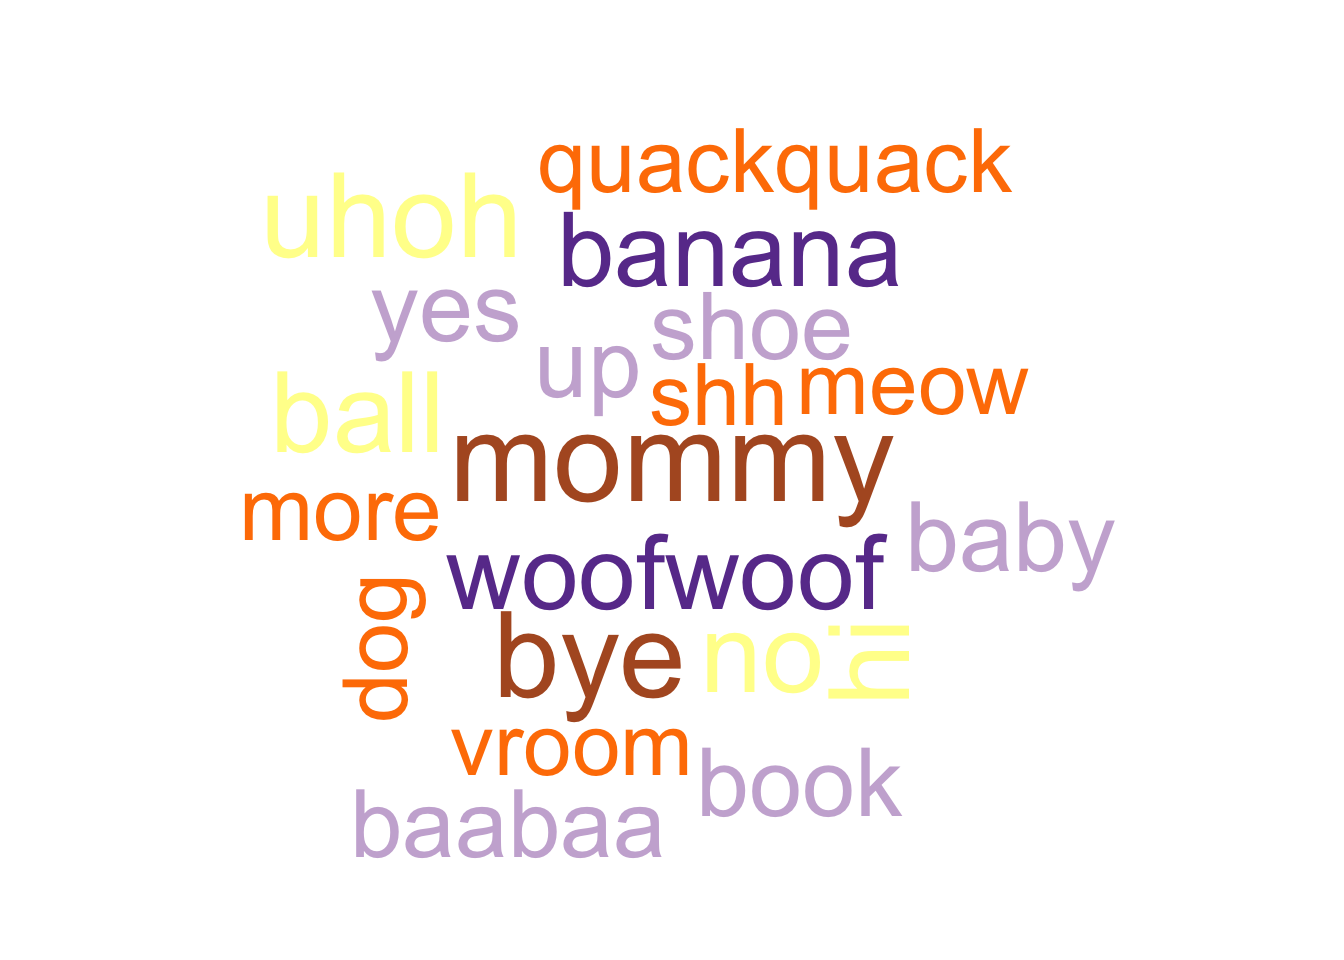 quackquack
uhoh
banana
yes
shoe
up
shh
meow
ball
mommy
more
baby
woofwoof
dog
bye
no
hi
vroom
book
baabaa